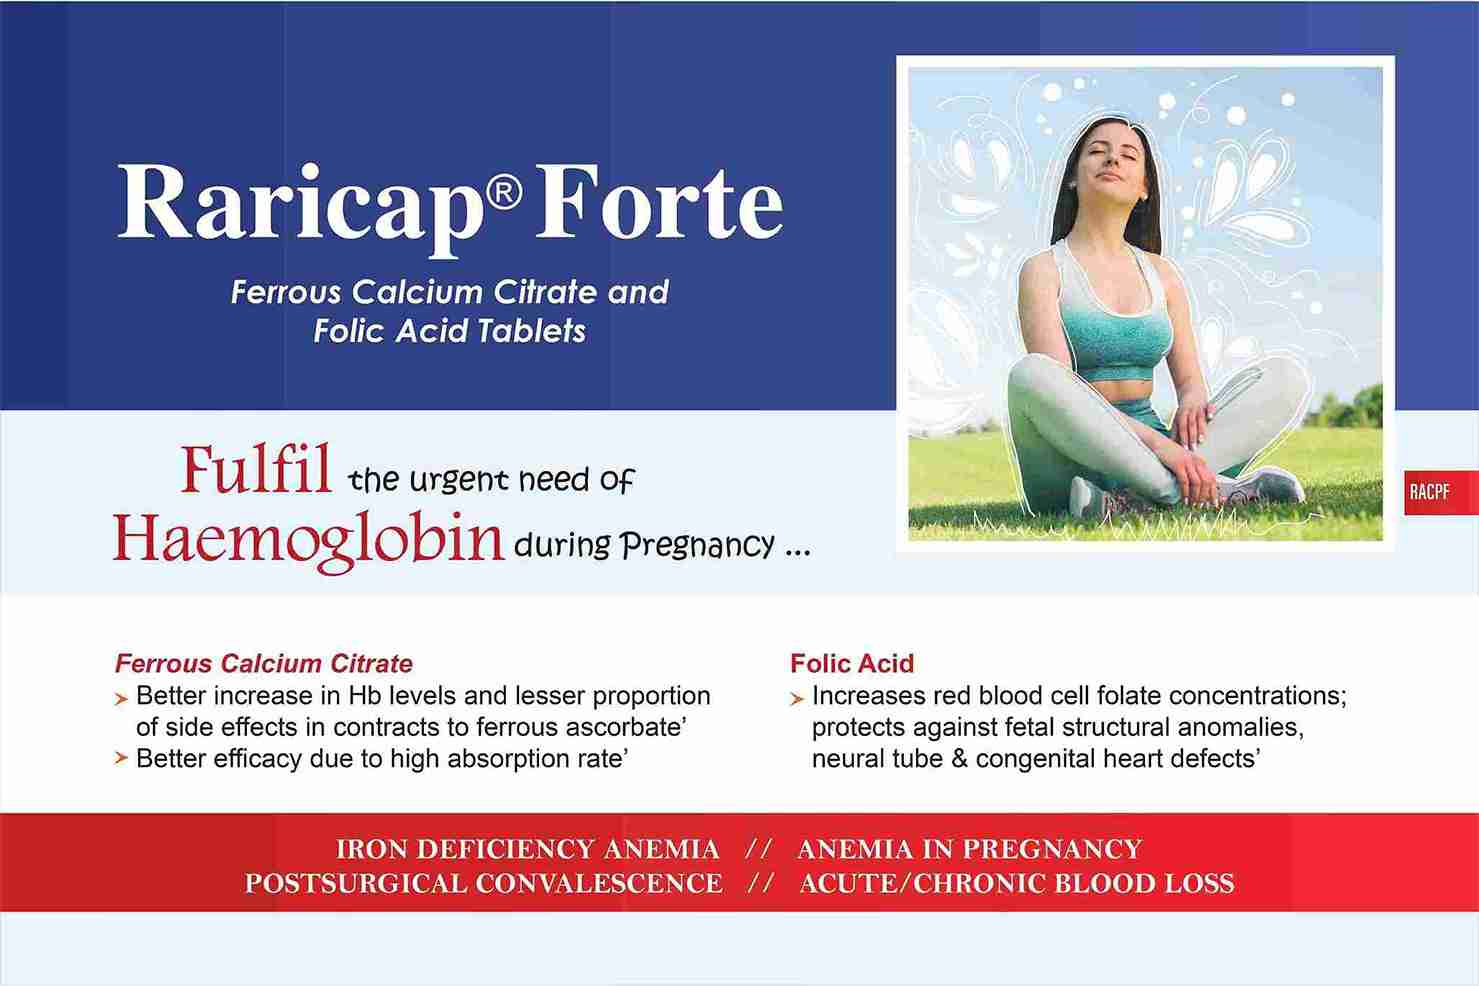 Raricap® Forte
Ferrous Calcium Citrate and
Folic Acid Tablets
Fulfil the urgent need of
Haemoglobin during Pregnancy ...
RACPF
Ferrous Calcium Citrate
Better increase in Hb levels and lesser proportion
of side effects in contracts to ferrous ascorbate’
Better efficacy due to high absorption rate’
Folic Acid
Increases red blood cell folate concentrations;
protects against fetal structural anomalies,
neural tube & congenital heart defects’
IRON DEFICIENCY ANEMIA // ANEMIA IN PREGNANCY
POSTSURGICAL CONVALESCENCE // ACUTE/CHRONIC BLOOD LOSS